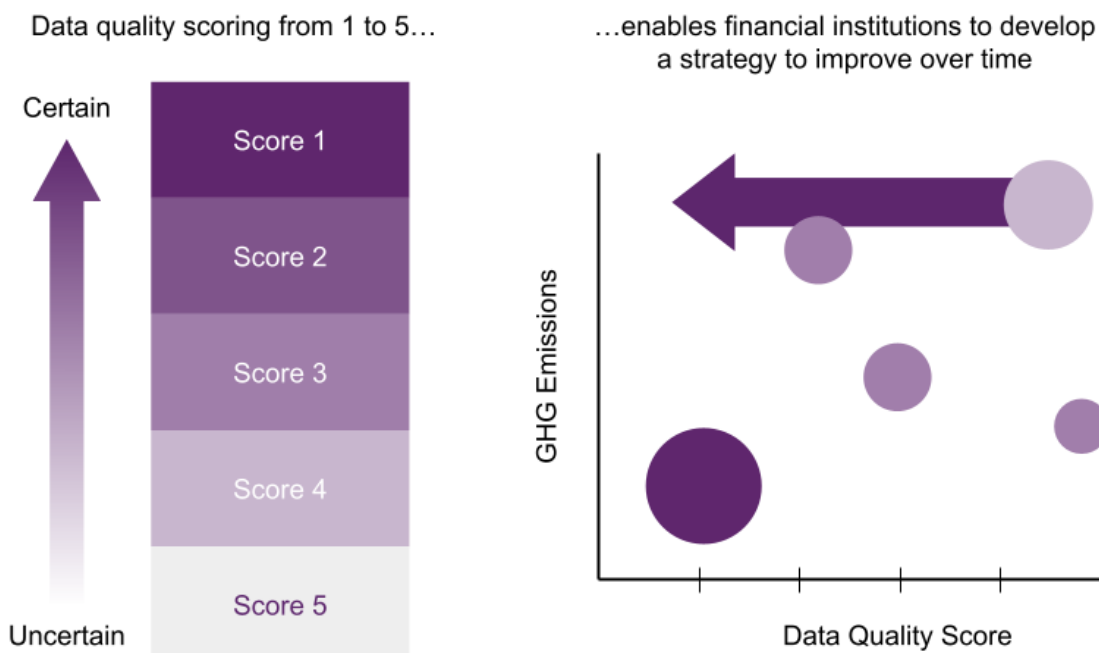 Data quality scoring from 1 to 5…
Certain
Score 1
Score 2
Score 3
Score 4
Score 5
Uncertain
…enables financial institutions to develop
a strategy to improve over time
GHG Emissions
Data Quality Score